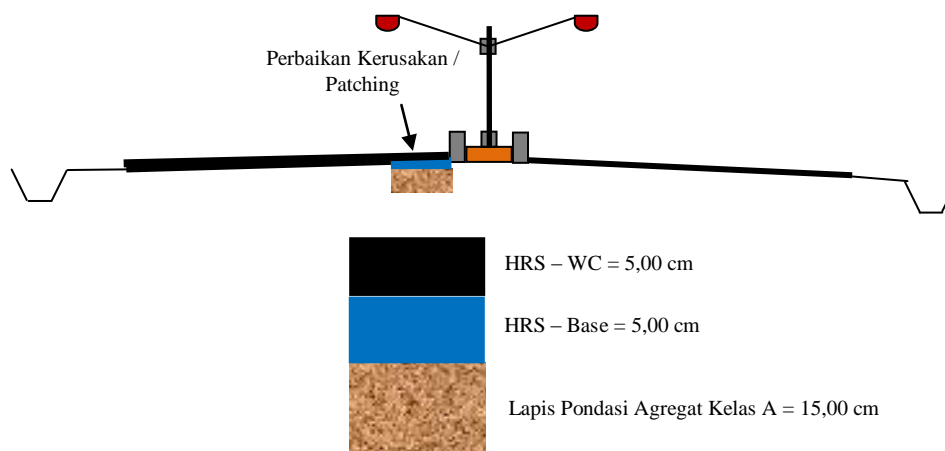 Perbaikan Kerusakan /
Patching
HRS – WC = 5,00 cm
HRS – Base = 5,00 cm
Lapis Pondasi Agregat Kelas A = 15,00 cm